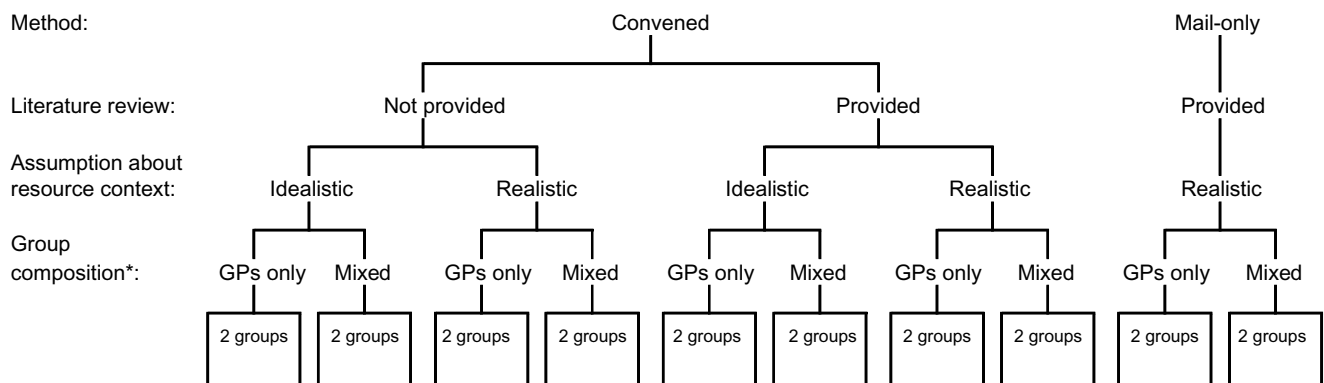 Method: Convened Mail-only
Literature review: Not provided Provided Provided
Assumption about
resource context: Idealistic Realistic Idealistic Realistic Realistic
Group
composition*: GPs only Mixed GPs only Mixed GPs only Mixed GPs only Mixed GPs only Mixed
2 groups 2 groups 2 groups 2 groups 2 groups 2 groups 2 groups 2 groups 2 groups 2 groups